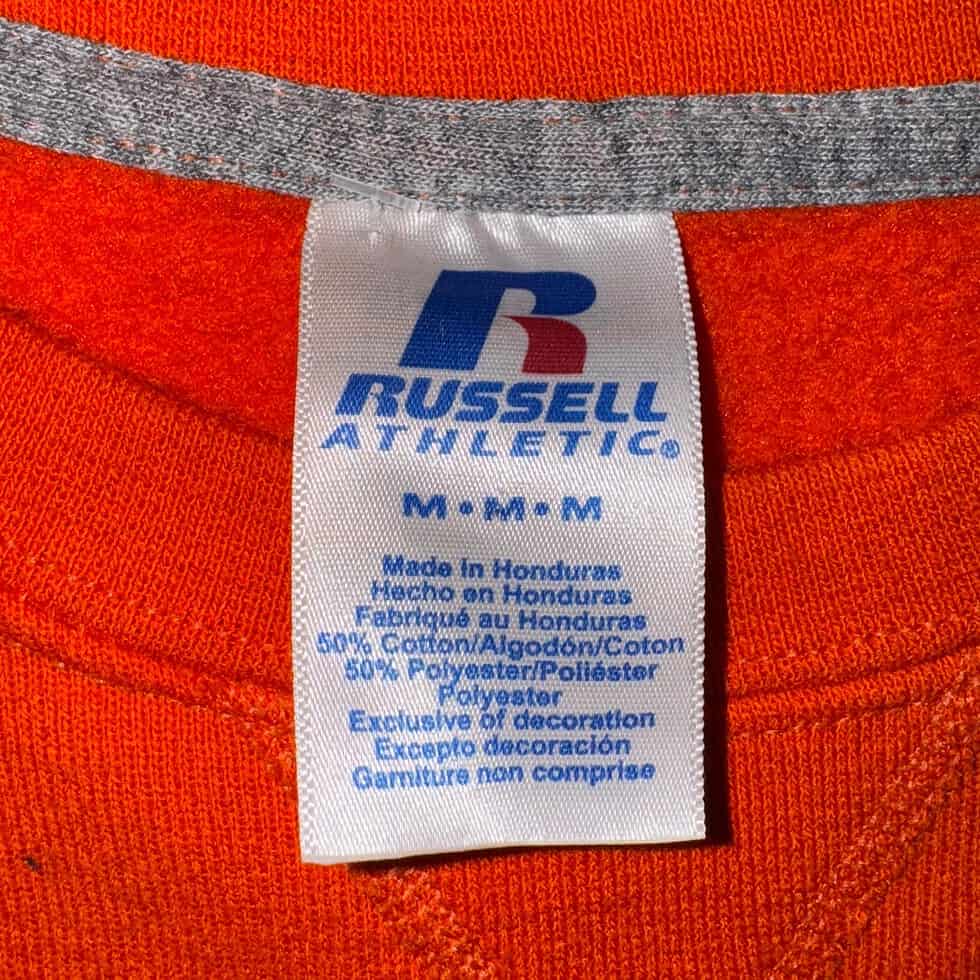 R
RUSSELL
ATHLETIC®
M•M•M
Made in Honduras
Hecho en Honduras
Fabriqué au Honduras
50% Cotton/Algodón/Coton
50% Polyester/Poliéster
Polyester
Exclusive of decoration
Excepto decoración
Garniture non comprise